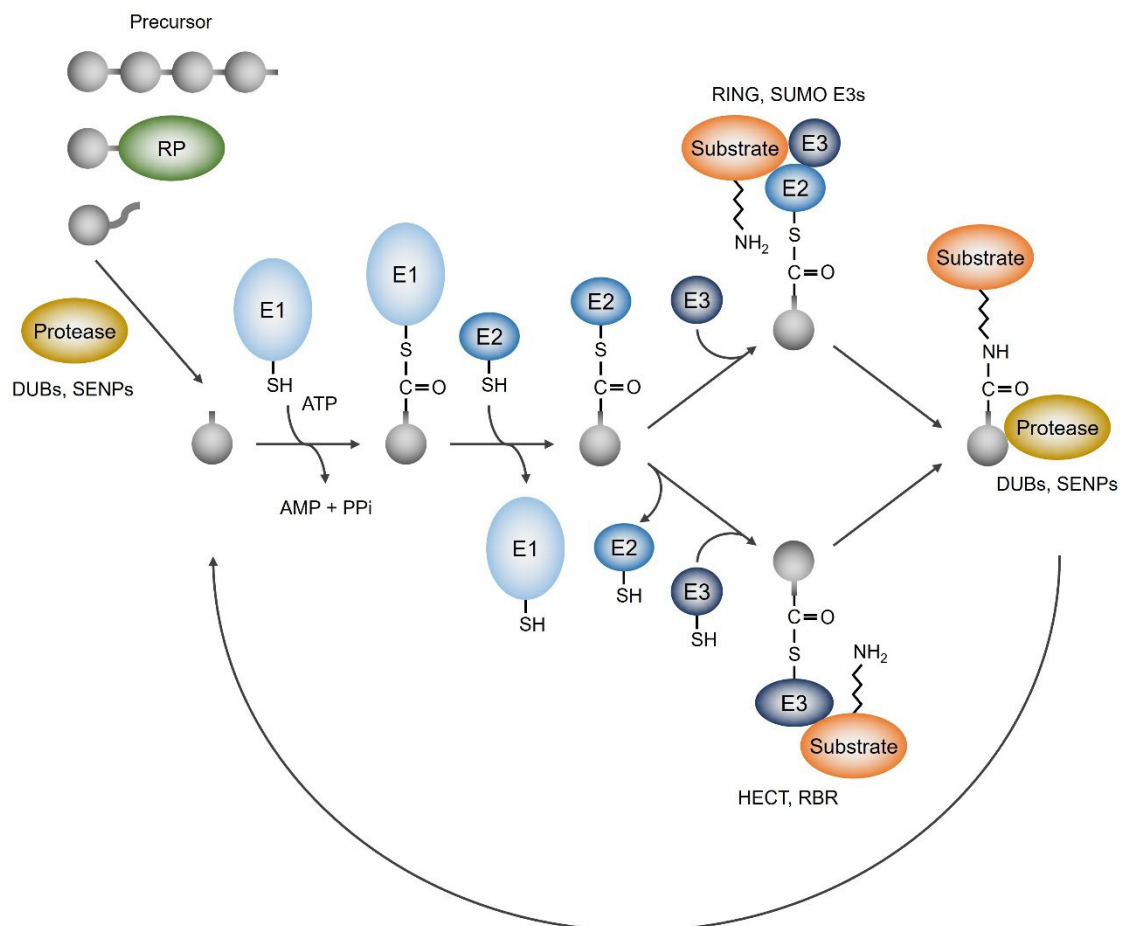 Precursor
RP
Protease
DUBs, SENPs
E1
SH
ATP
AMP + PPi
E1
S
C=O
E2
SH
E1
SH
E2
S
C=O
E2
SH
E3
E3
SH
RING, SUMO E3s
Substrate
E3
E2
NH₂
S
C=O
C=O
S
NH₂
E3
Substrate
HECT, RBR
Substrate
NH
C=O
Protease
DUBs, SENPs